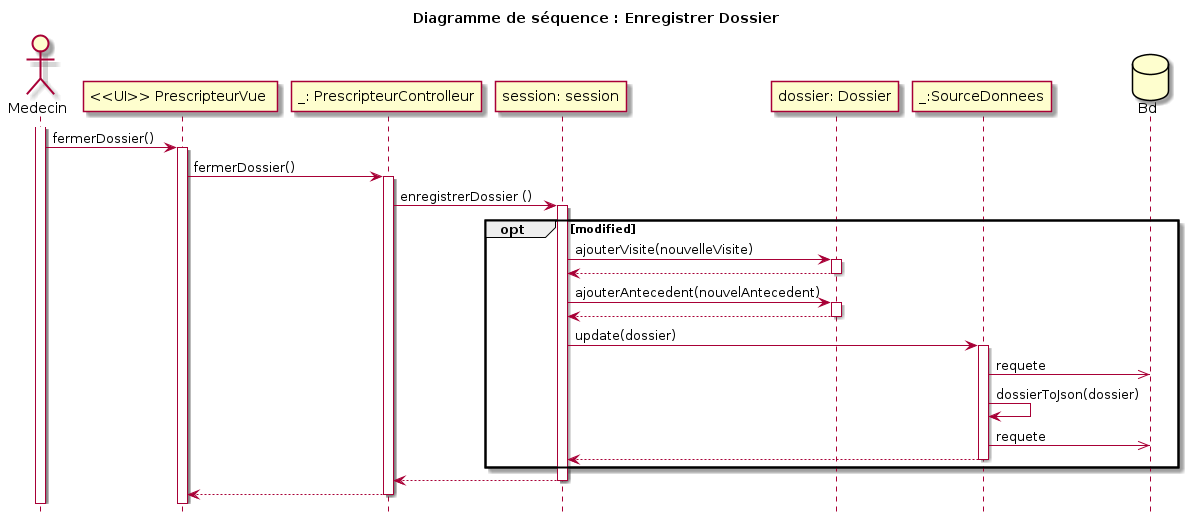 Diagramme de séquence : Enregistrer Dossier
Medecin
<<UI>> PrescripteurVue
_: PrescripteurControlleur
session: session
dossier: Dossier
_:SourceDonnees
Bd
fermerDossier()
fermerDossier()
enregistrerDossier ()
opt [modified]
ajouterVisite(nouvelleVisite)
ajouterAntecedent(nouvelAntecedent)
update(dossier)
requete
dossierToJson(dossier)
requete